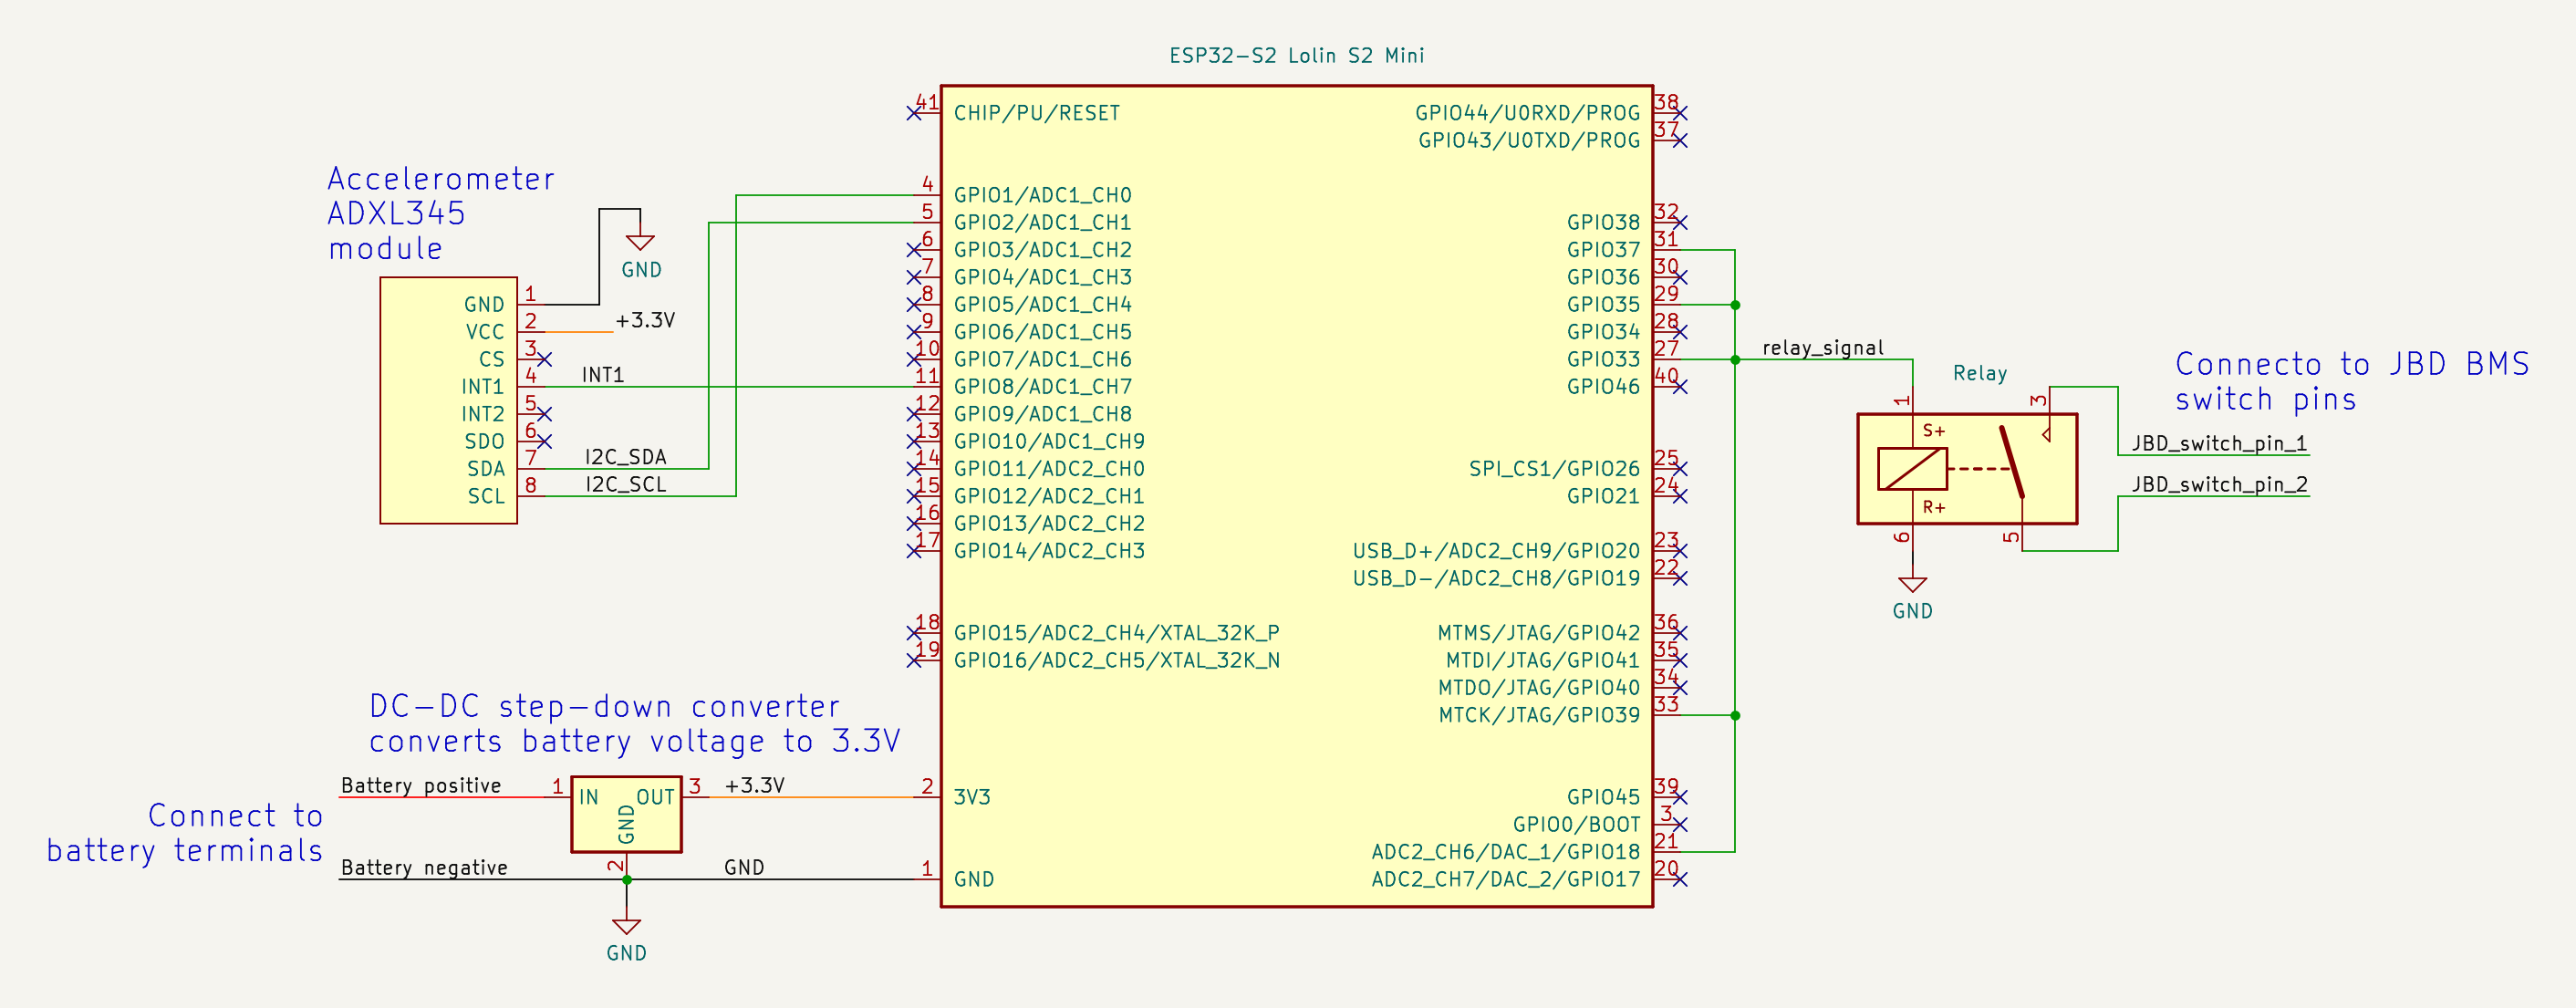 ESP32-S2 Lolin S2 Mini
41 CHIP/PU/RESET
4 GPIO1/ADC1_CH0
5 GPIO2/ADC1_CH1
6 GPIO3/ADC1_CH2
7 GPIO4/ADC1_CH3
8 GPIO5/ADC1_CH4
9 GPIO6/ADC1_CH5
10 GPIO7/ADC1_CH6
11 GPIO8/ADC1_CH7
12 GPIO9/ADC1_CH8
13 GPIO10/ADC1_CH9
14 GPIO11/ADC2_CH0
15 GPIO12/ADC2_CH1
16 GPIO13/ADC2_CH2
17 GPIO14/ADC2_CH3
18 GPIO15/ADC2_CH4/XTAL_32K_P
19 GPIO16/ADC2_CH5/XTAL_32K_N
2 3V3
1 GND
GPIO44/U0RXD/PROG 38
GPIO43/U0TXD/PROG 37
GPIO38 32
GPIO37 31
GPIO36 30
GPIO35 29
GPIO34 28
GPIO33 27
GPIO46 40
SPI_CS1/GPIO26 25
GPIO21 24
USB_D+/ADC2_CH9/GPIO20 23
USB_D-/ADC2_CH8/GPIO19 22
MTMS/JTAG/GPIO42 36
MTDI/JTAG/GPIO41 35
MTDO/JTAG/GPIO40 34
MTCK/JTAG/GPIO39 33
GPIO45 39
GPIO0/BOOT 3
ADC2_CH6/DAC_1/GPIO18 21
ADC2_CH7/DAC_2/GPIO17 20
Accelerometer
ADXL345
module
GND 1
VCC 2
CS 3
INT1 4
INT2 5
SDO 6
SDA 7
SCL 8
GND
+3.3V
INT1
I2C_SDA
I2C_SCL
DC-DC step-down converter
converts battery voltage to 3.3V
Connect to
battery terminals
Battery positive
Battery negative
1 IN
OUT 3
GND
2
+3.3V
GND
GND
relay_signal
Relay
1
3
S+
R+
6
5
GND
Connecto to JBD BMS
switch pins
JBD_switch_pin_1
JBD_switch_pin_2